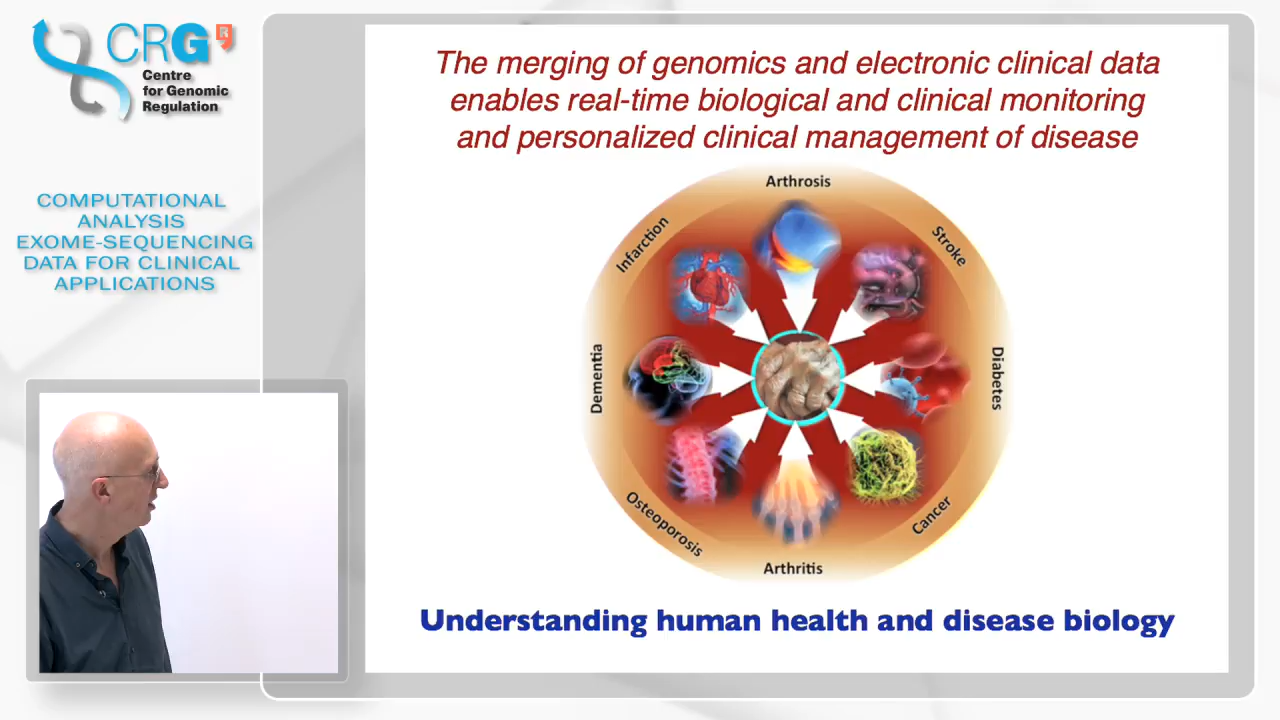 CRG
R
Centre
for Genomic
Regulation
COMPUTATIONAL
ANALYSIS
EXOME-SEQUENCING
DATA FOR CLINICAL
APPLICATIONS
The merging of genomics and electronic clinical data
enables real-time biological and clinical monitoring
and personalized clinical management of disease
Arthrosis
Infarction
Stroke
Dementia
Diabetes
Osteoporosis
Cancer
Arthritis
Understanding human health and disease biology